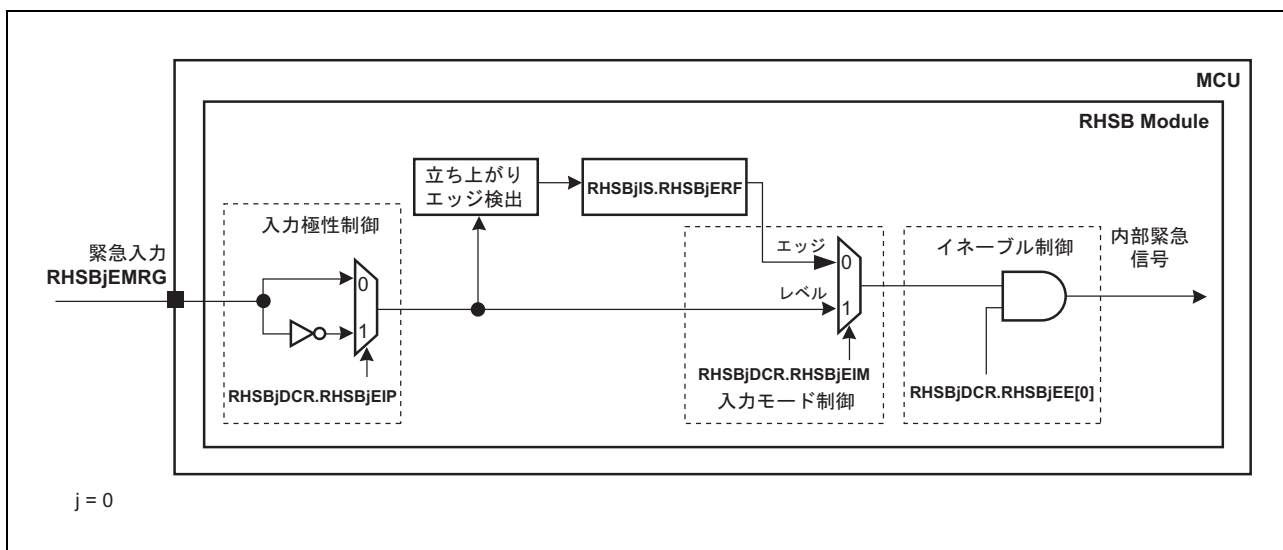 MCU
RHSB Module
立ち上がり
エッジ検出
RHSBjIS.RHSBjERF
入力極性制御
緊急入力
RHSBjEMRG
0
1
RHSBjDCR.RHSBjEIP
エッジ
0
レベル
1
RHSBjDCR.RHSBjEIM
入力モード制御
イネーブル制御
RHSBjDCR.RHSBjEE[0]
内部緊急
信号
j = 0